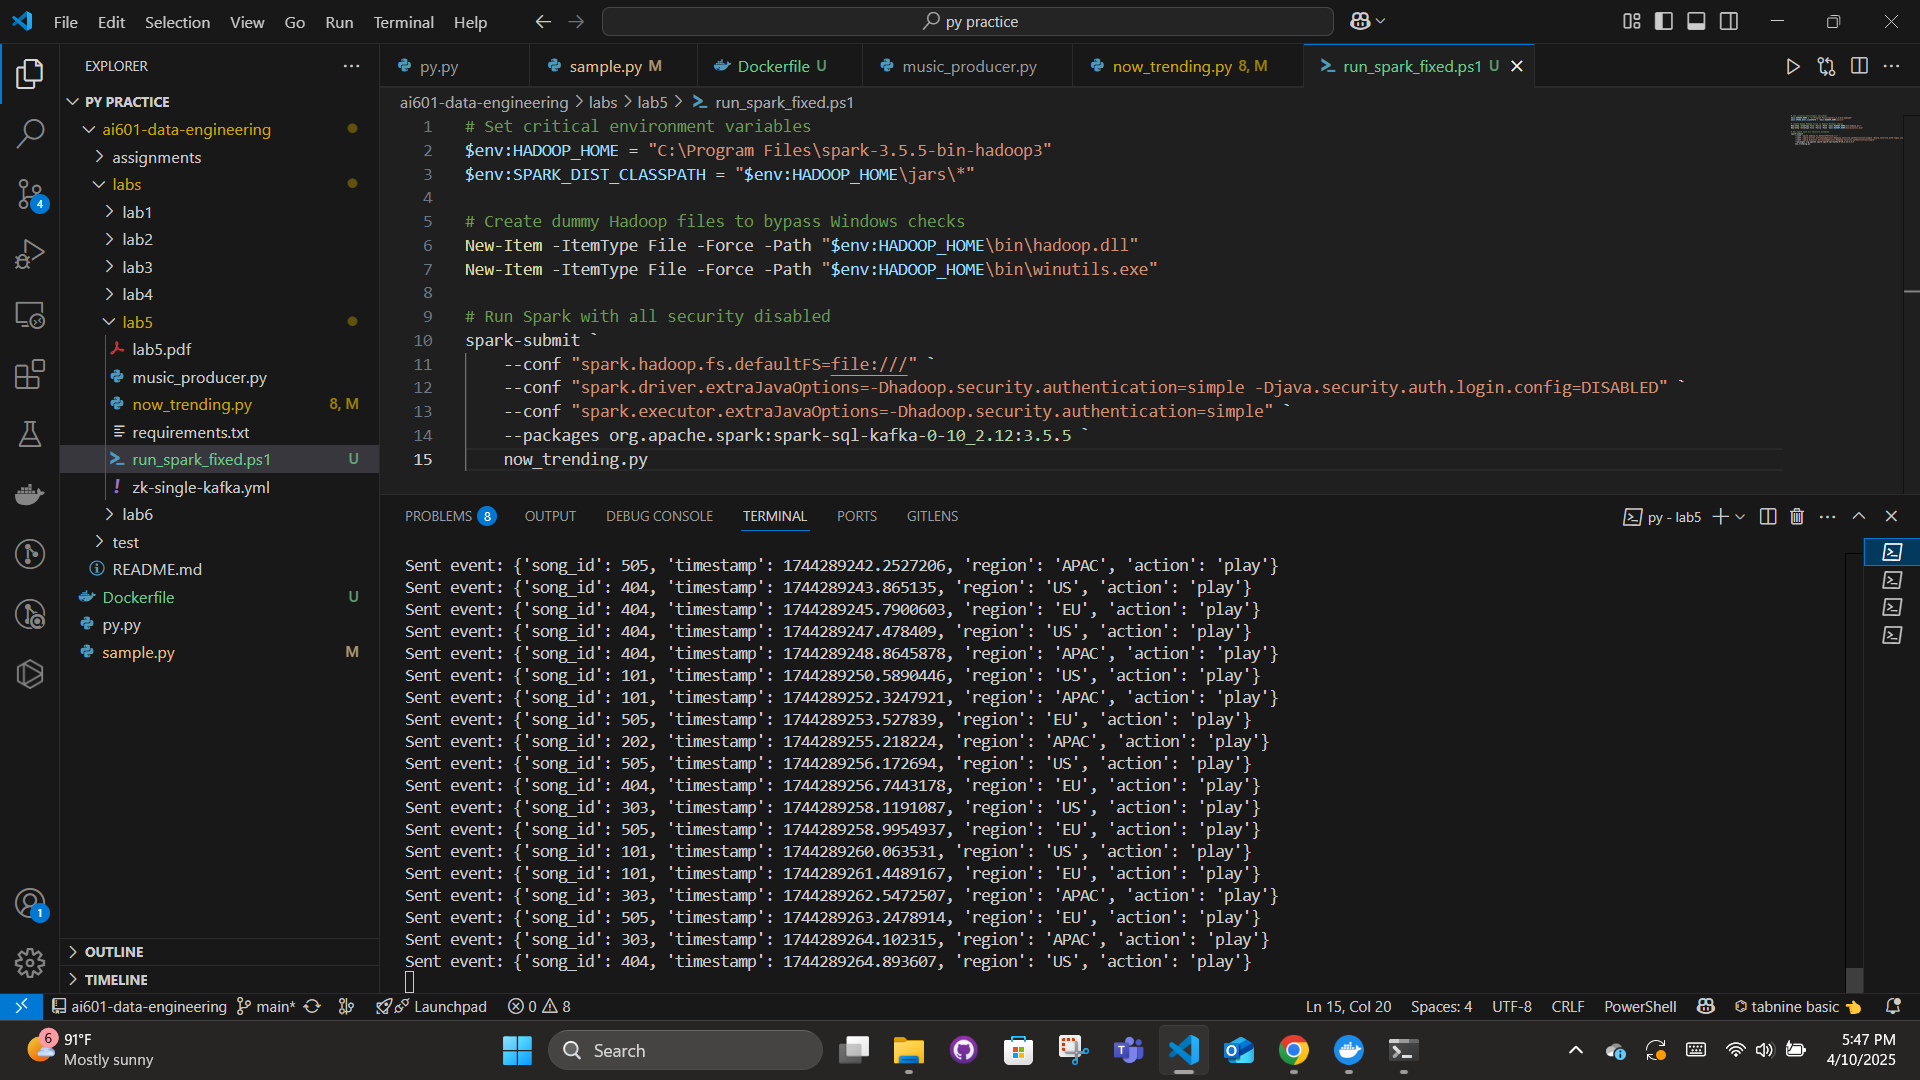 File Edit Selection View Go Run Terminal Help
py practice
EXPLORER
PY PRACTICE
ai601-data-engineering
assignments
labs
lab1
lab2
lab3
lab4
lab5
lab5.pdf
music_producer.py
now_trending.py 8, M
requirements.txt
run_spark_fixed.ps1 U
zk-single-kafka.yml
lab6
test
README.md
Dockerfile U
py.py
sample.py M
OUTLINE
TIMELINE
4
1
py.py
sample.py M
Dockerfile U
music_producer.py
now_trending.py 8, M
run_spark_fixed.ps1 U
ai601-data-engineering > labs > lab5 > run_spark_fixed.ps1
1 # Set critical environment variables
2 $env:HADOOP_HOME = "C:\Program Files\spark-3.5.5-bin-hadoop3"
3 $env:SPARK_DIST_CLASSPATH = "$env:HADOOP_HOME\jars\*"
4
5 # Create dummy Hadoop files to bypass Windows checks
6 New-Item -ItemType File -Force -Path "$env:HADOOP_HOME\bin\hadoop.dll"
7 New-Item -ItemType File -Force -Path "$env:HADOOP_HOME\bin\winutils.exe"
8
9 # Run Spark with all security disabled
10 spark-submit `
11 --conf "spark.hadoop.fs.defaultFS=file:///" `
12 --conf "spark.driver.extraJavaOptions=-Dhadoop.security.authentication=simple -Djava.security.auth.login.config=DISABLED" `
13 --conf "spark.executor.extraJavaOptions=-Dhadoop.security.authentication=simple" `
14 --packages org.apache.spark:spark-sql-kafka-0-10_2.12:3.5.5 `
15 now_trending.py
PROBLEMS 8 OUTPUT DEBUG CONSOLE TERMINAL PORTS GITLENS
py - lab5
Sent event: {'song_id': 505, 'timestamp': 1744289242.2527206, 'region': 'APAC', 'action': 'play'}
Sent event: {'song_id': 404, 'timestamp': 1744289243.865135, 'region': 'US', 'action': 'play'}
Sent event: {'song_id': 404, 'timestamp': 1744289245.7900603, 'region': 'EU', 'action': 'play'}
Sent event: {'song_id': 404, 'timestamp': 1744289247.478409, 'region': 'US', 'action': 'play'}
Sent event: {'song_id': 404, 'timestamp': 1744289248.8645878, 'region': 'APAC', 'action': 'play'}
Sent event: {'song_id': 101, 'timestamp': 1744289250.5890446, 'region': 'US', 'action': 'play'}
Sent event: {'song_id': 101, 'timestamp': 1744289252.3247921, 'region': 'APAC', 'action': 'play'}
Sent event: {'song_id': 505, 'timestamp': 1744289253.527839, 'region': 'EU', 'action': 'play'}
Sent event: {'song_id': 202, 'timestamp': 1744289255.218224, 'region': 'APAC', 'action': 'play'}
Sent event: {'song_id': 505, 'timestamp': 1744289256.172694, 'region': 'US', 'action': 'play'}
Sent event: {'song_id': 404, 'timestamp': 1744289256.7443178, 'region': 'EU', 'action': 'play'}
Sent event: {'song_id': 303, 'timestamp': 1744289258.1191087, 'region': 'US', 'action': 'play'}
Sent event: {'song_id': 505, 'timestamp': 1744289258.9954937, 'region': 'EU', 'action': 'play'}
Sent event: {'song_id': 101, 'timestamp': 1744289260.063531, 'region': 'US', 'action': 'play'}
Sent event: {'song_id': 101, 'timestamp': 1744289261.4489167, 'region': 'EU', 'action': 'play'}
Sent event: {'song_id': 303, 'timestamp': 1744289262.5472507, 'region': 'APAC', 'action': 'play'}
Sent event: {'song_id': 505, 'timestamp': 1744289263.2478914, 'region': 'EU', 'action': 'play'}
Sent event: {'song_id': 303, 'timestamp': 1744289264.102315, 'region': 'APAC', 'action': 'play'}
Sent event: {'song_id': 404, 'timestamp': 1744289264.893607, 'region': 'US', 'action': 'play'}
ai601-data-engineering main* Launchpad 0 8 Ln 15, Col 20 Spaces: 4 UTF-8 CRLF PowerShell tabnine basic
6 91°F
Mostly sunny
Search
5:47 PM
4/10/2025